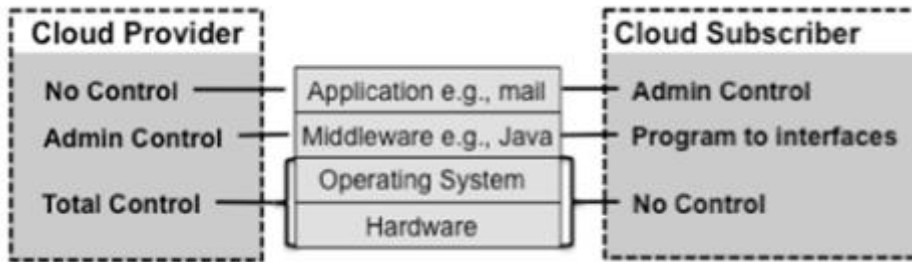 Cloud Provider
Cloud Subscriber
No Control
Application e.g., mail
Admin Control
Admin Control
Middleware e.g., Java
Program to interfaces
Operating System
Total Control
No Control
Hardware